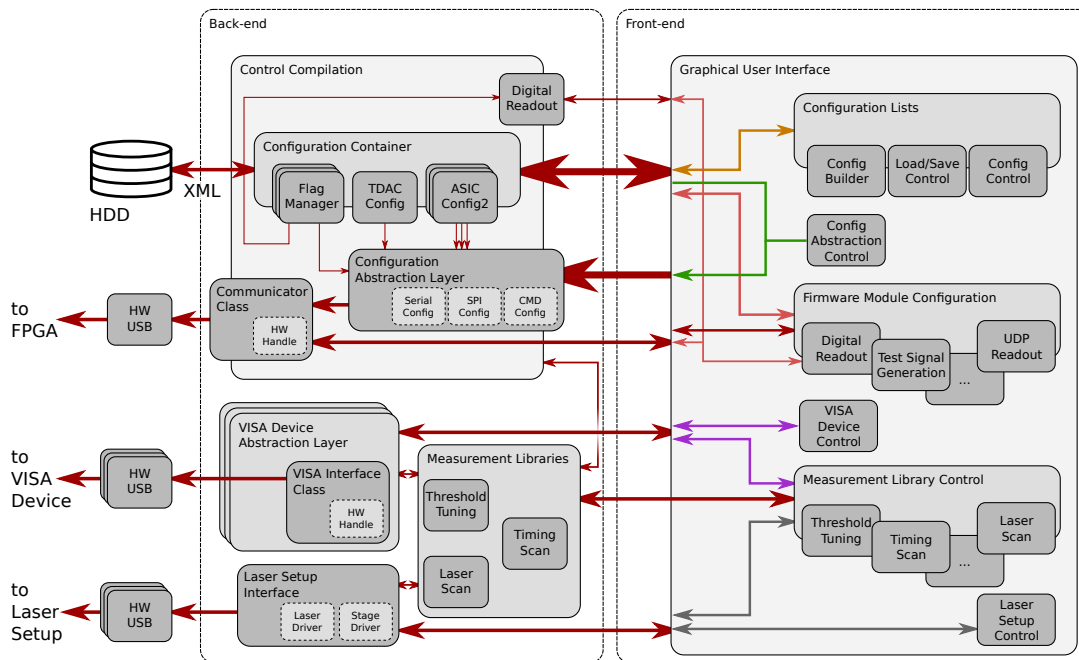 Back-end
Front-end
Control Compilation
Graphical User Interface
Digital
Readout
Configuration Lists
Config
Builder
Load/Save
Control
Config
Control
Configuration Container
Flag
Manager
TDAC
Config
ASIC
Config2
XML
HDD
Config
Abstraction
Control
Configuration
Abstraction Layer
Serial
Config
SPI
Config
CMD
Config
Communicator
Class
HW
Handle
to
FPGA
HW
USB
Firmware Module Configuration
Digital
Readout
Test Signal
Generation
...
UDP
Readout
VISA
Device
Control
VISA Device
Abstraction Layer
VISA Interface
Class
HW
Handle
to
VISA
Device
HW
USB
Measurement Libraries
Threshold
Tuning
Timing
Scan
Laser
Scan
Measurement Library Control
Threshold
Tuning
Timing
Scan
...
Laser
Scan
Laser Setup
Interface
Laser
Driver
Stage
Driver
to
Laser
Setup
HW
USB
Laser
Setup
Control